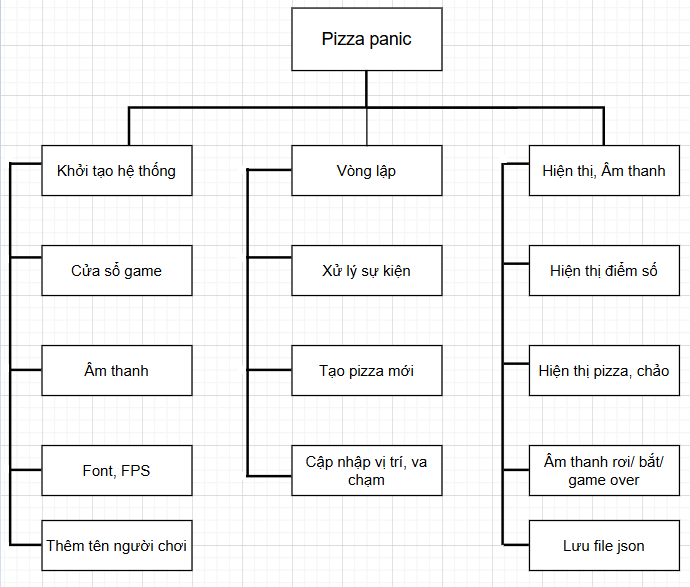 Pizza panic
Khởi tạo hệ thống
Cửa sổ game
Âm thanh
Font, FPS
Thêm tên người chơi
Vòng lập
Xử lý sự kiện
Tạo pizza mới
Cập nhập vị trí, va
chạm
Hiện thị, Âm thanh
Hiện thị điểm số
Hiện thị pizza, chảo
Âm thanh rơi/ bắt/
game over
Lưu file json